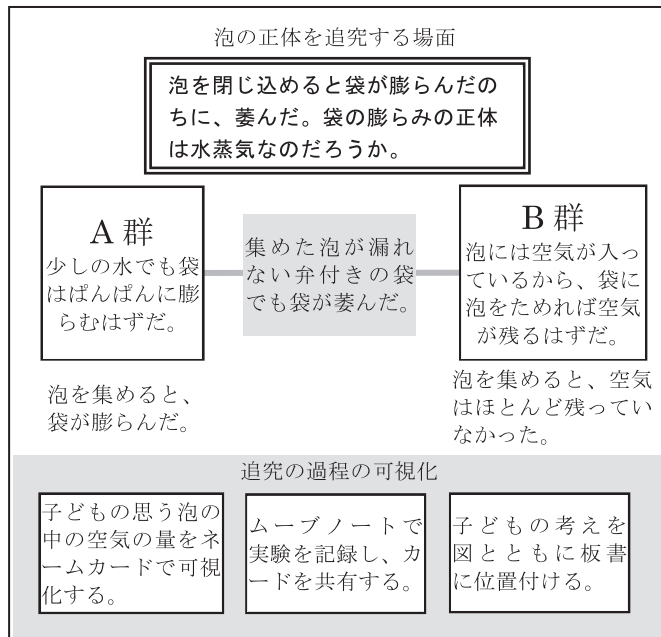 泡の正体を追究する場面
泡を閉じ込めると袋が膨らんだの
ちに、萎んだ。袋の膨らみの正体
は水蒸気なのだろうか。
A 群
少しの水でも袋
はぱんぱんに膨
らむはずだ。
集めた泡が漏れ
ない弁付きの袋
でも袋が萎んだ。
B 群
泡には空気が入っ
ているから、袋に
泡をためれば空気
が残るはずだ。
泡を集めると、
袋が膨らんだ。
泡を集めると、空気
はほとんど残ってい
なかった。
追究の過程の可視化
子どもの思う泡の
中の空気の量をネ
ームカードで可視
化する。
ムーブノートで
実験を記録し、カ
ードを共有する。
子どもの考えを
図とともに板書
に位置付ける。